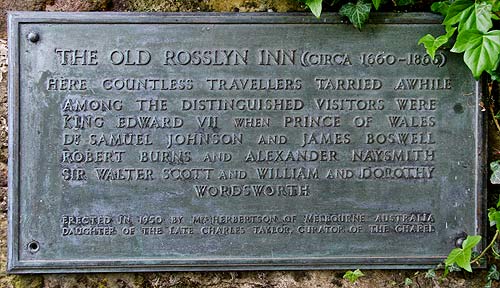 THE OLD ROSSLYN INN (CIRCA 1660-1866)
HERE COUNTLESS TRAVELLERS TARRIED AWHILE
AMONG THE DISTINGUISHED VISITORS WERE
KING EDWARD VII WHEN PRINCE OF WALES
DR SAMUEL JOHNSON AND JAMES BOSWELL
ROBERT BURNS AND ALEXANDER NAYSMITH
SIR WALTER SCOTT AND WILLIAM AND DOROTHY
WORDSWORTH
ERECTED IN 1950 BY MRS HERBERTSON OF MELBOURNE AUSTRALIA
DAUGHTER OF THE LATE CHARLES TAYLOR, CURATOR OF THE CHAPEL